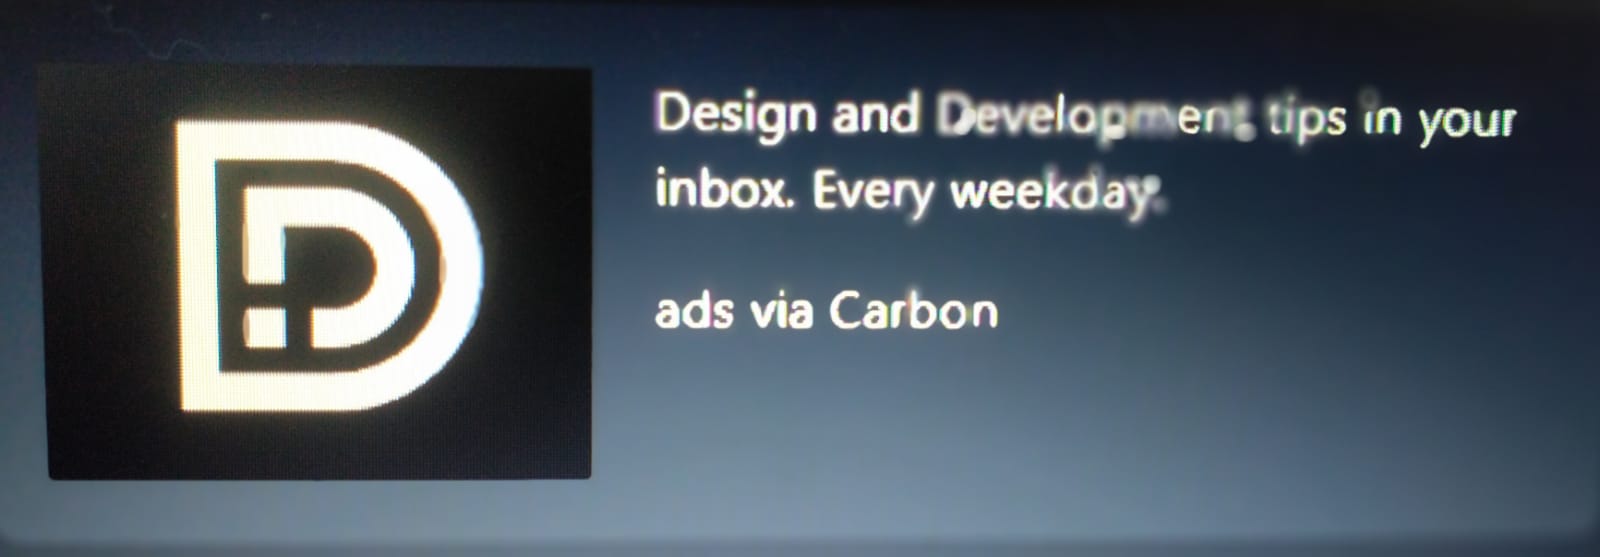 Design and Development tips in your
inbox. Every weekday.
ads via Carbon